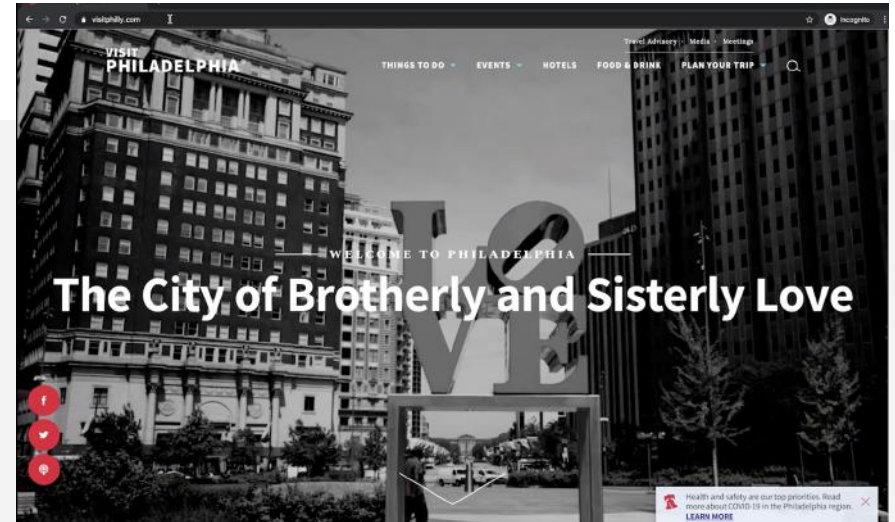 visitphilly.com
Incognito
Travel Advisory Media Meetings
VISIT
PHILADELPHIA
THINGS TO DO EVENTS HOTELS FOOD & DRINK PLAN YOUR TRIP
WELCOME TO PHILADELPHIA
The City of Brotherly and Sisterly Love
LOVE
Health and safety are our top priorities. Read
more about COVID-19 in the Philadelphia region.
LEARN MORE